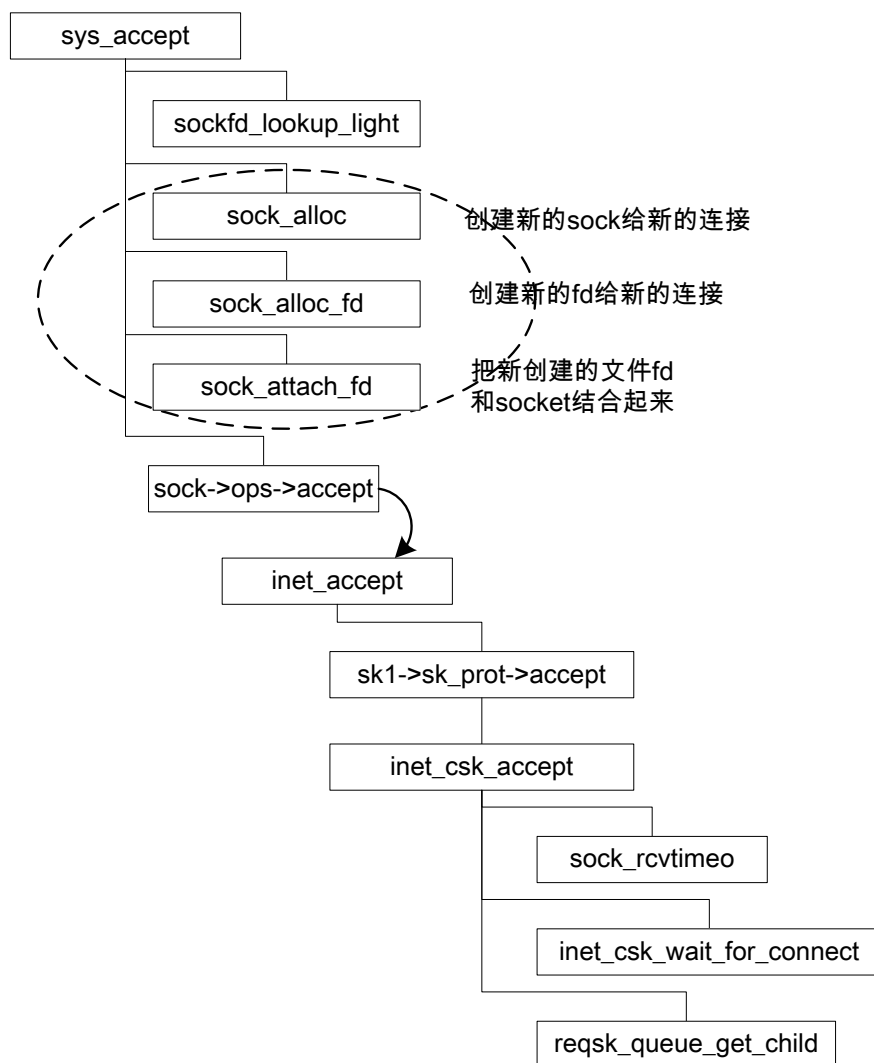 sys_accept
sockfd_lookup_light
sock_alloc
创建新的sock给新的连接
sock_alloc_fd
创建新的fd给新的连接
sock_attach_fd
把新创建的文件fd
和socket结合起来
sock->ops->accept
inet_accept
sk1->sk_prot->accept
inet_csk_accept
sock_rcvtimeo
inet_csk_wait_for_connect
reqsk_queue_get_child